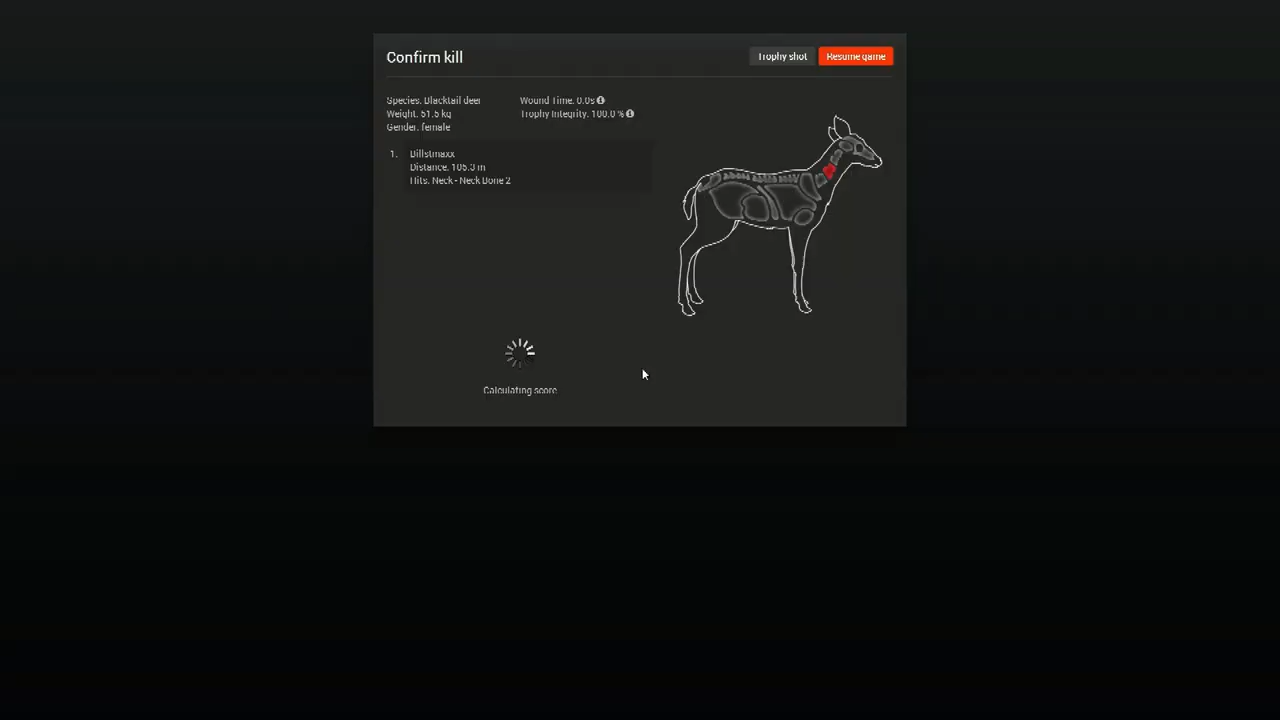 Confirm kill
Trophy shot
Resume game
Species: Blacktail deer
Weight: 51.5 kg
Gender: female
Wound Time: 0.0s
Trophy Integrity: 100.0 %
1. Billstmaxx
Distance: 105.3 m
Hits: Neck - Neck Bone 2
Calculating score